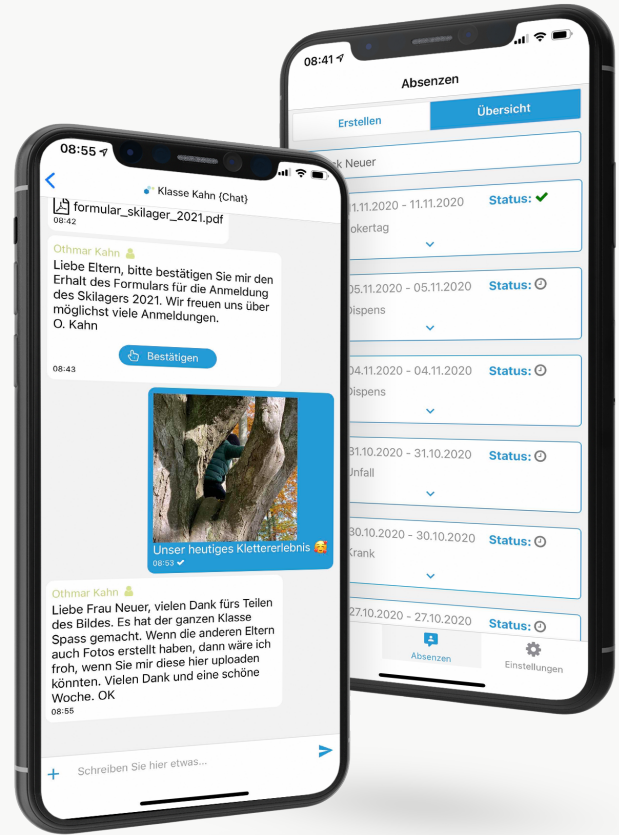 08:55
Klasse Kahn {Chat}
formular_skilager_2021.pdf
08:42
Othmar Kahn
Liebe Eltern, bitte bestätigen Sie mir den
Erhalt des Formulars für die Anmeldung
des Skilagers 2021. Wir freuen uns über
möglichst viele Anmeldungen.
O. Kahn
Bestätigen
08:43
Unser heutiges Klettererlebnis 🥰
08:53
Othmar Kahn
Liebe Frau Neuer, vielen Dank fürs Teilen
des Bildes. Es hat der ganzen Klasse
Spass gemacht. Wenn die anderen Eltern
auch Fotos erstellt haben, dann wäre ich
froh, wenn Sie mir diese hier uploaden
könnten. Vielen Dank und eine schöne
Woche. OK
08:55
Schreiben Sie hier etwas...
08:41
Absenzen
Erstellen
Übersicht
Neuer
11.11.2020 - 11.11.2020
Status:
05.11.2020 - 05.11.2020
Status:
Dispens
04.11.2020 - 04.11.2020
Status:
Dispens
31.10.2020 - 31.10.2020
Status:
Unfall
30.10.2020 - 30.10.2020
Status:
Krank
27.10.2020 - 27.10.2020
Status:
Absenzen
Einstellungen